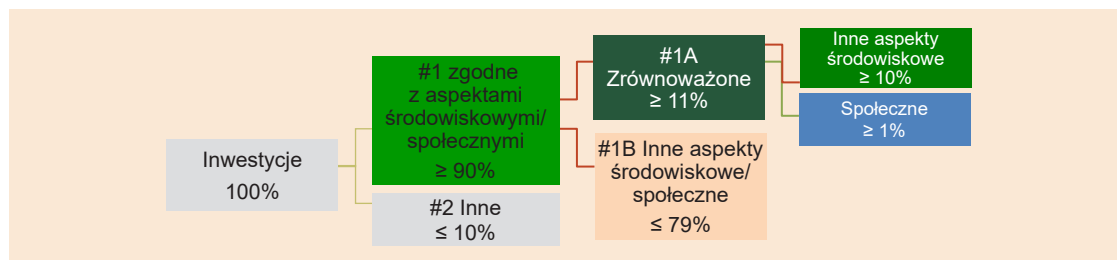 Inwestycje
100%
#1 zgodne
z aspektami
środowiskowymi/
społecznymi
≥ 90%
#2 Inne
≤ 10%
#1A
Zrównoważone
≥ 11%
#1B Inne aspekty
środowiskowe/
społeczne
≤ 79%
Inne aspekty
środowiskowe
≥ 10%
Społeczne
≥ 1%